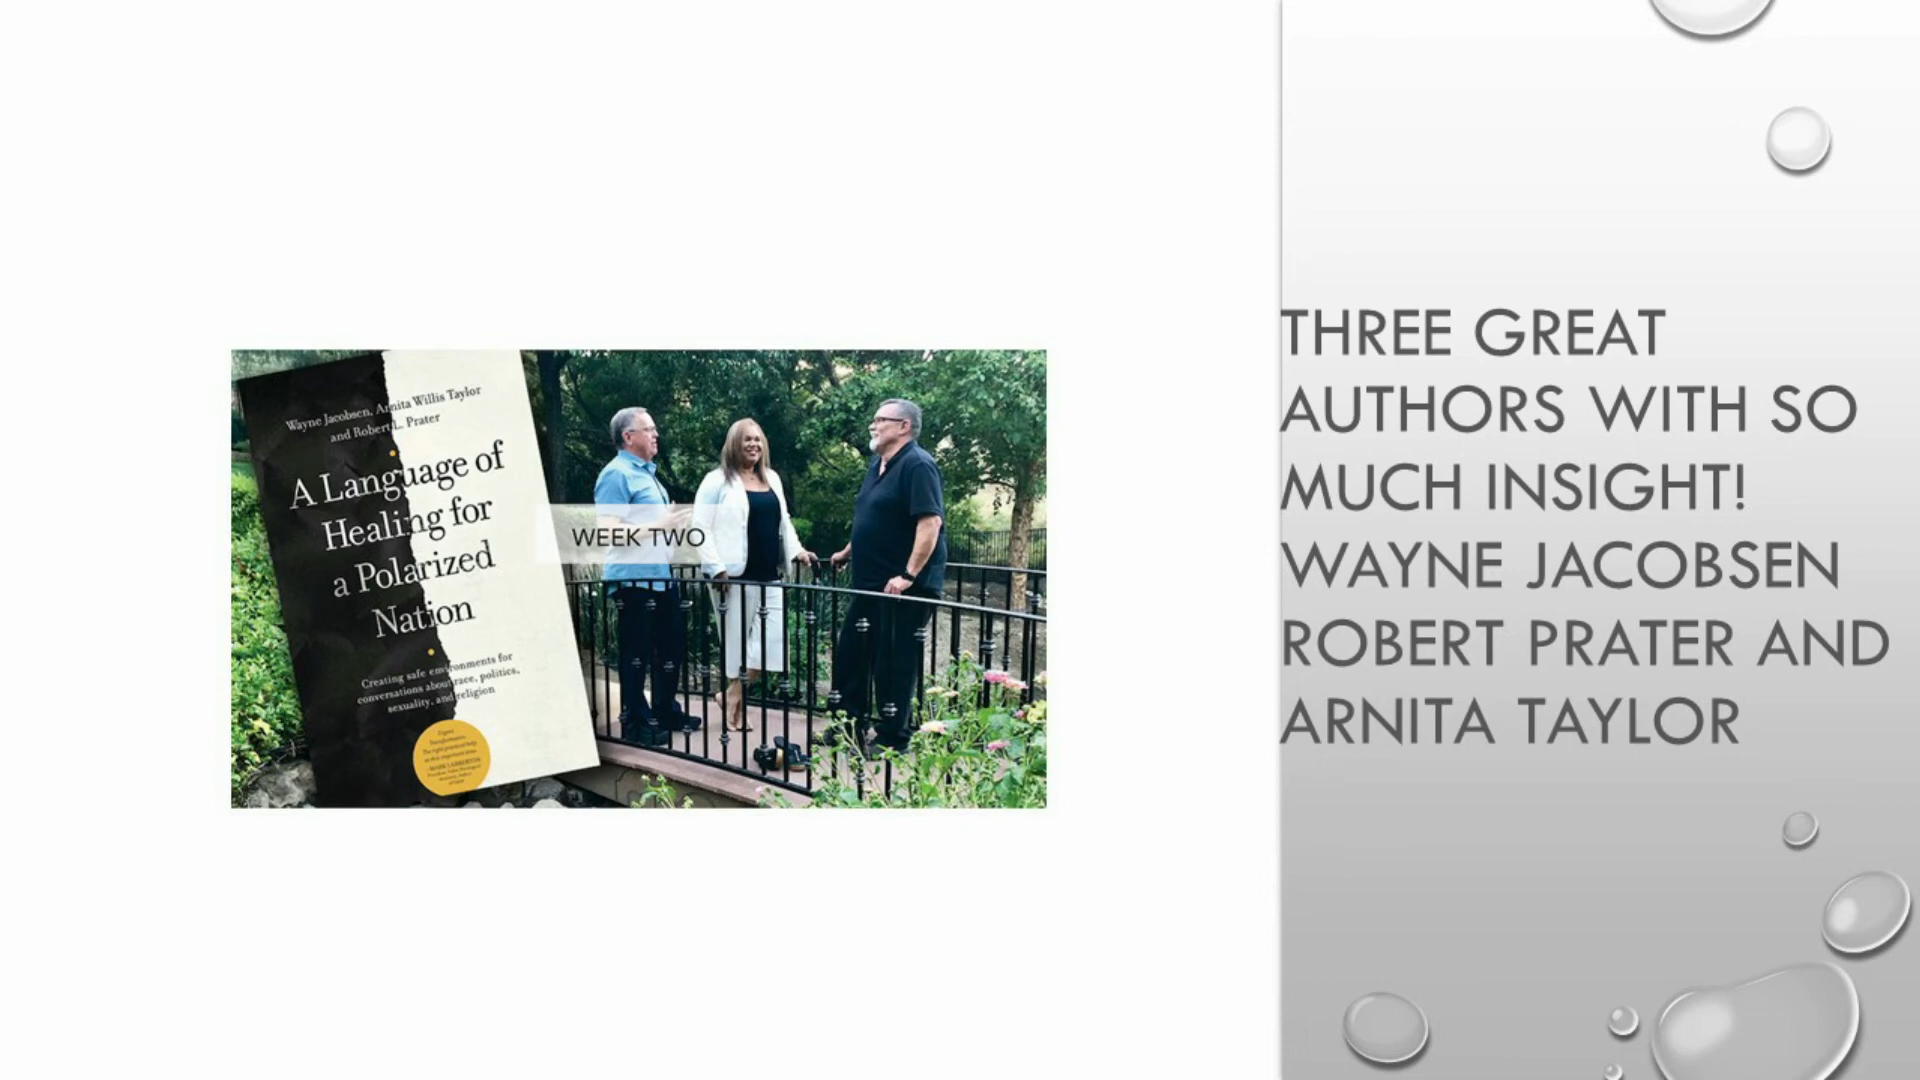 Wayne Jacobsen, Arnita Willis Taylor
and Robert L. Prater
A Language of
Healing for
a Polarized
Nation
Creating safe environments for
conversations about race, politics,
sexuality, and religion
WEEK TWO
THREE GREAT
AUTHORS WITH SO
MUCH INSIGHT!
WAYNE JACOBSEN
ROBERT PRATER AND
ARNITA TAYLOR